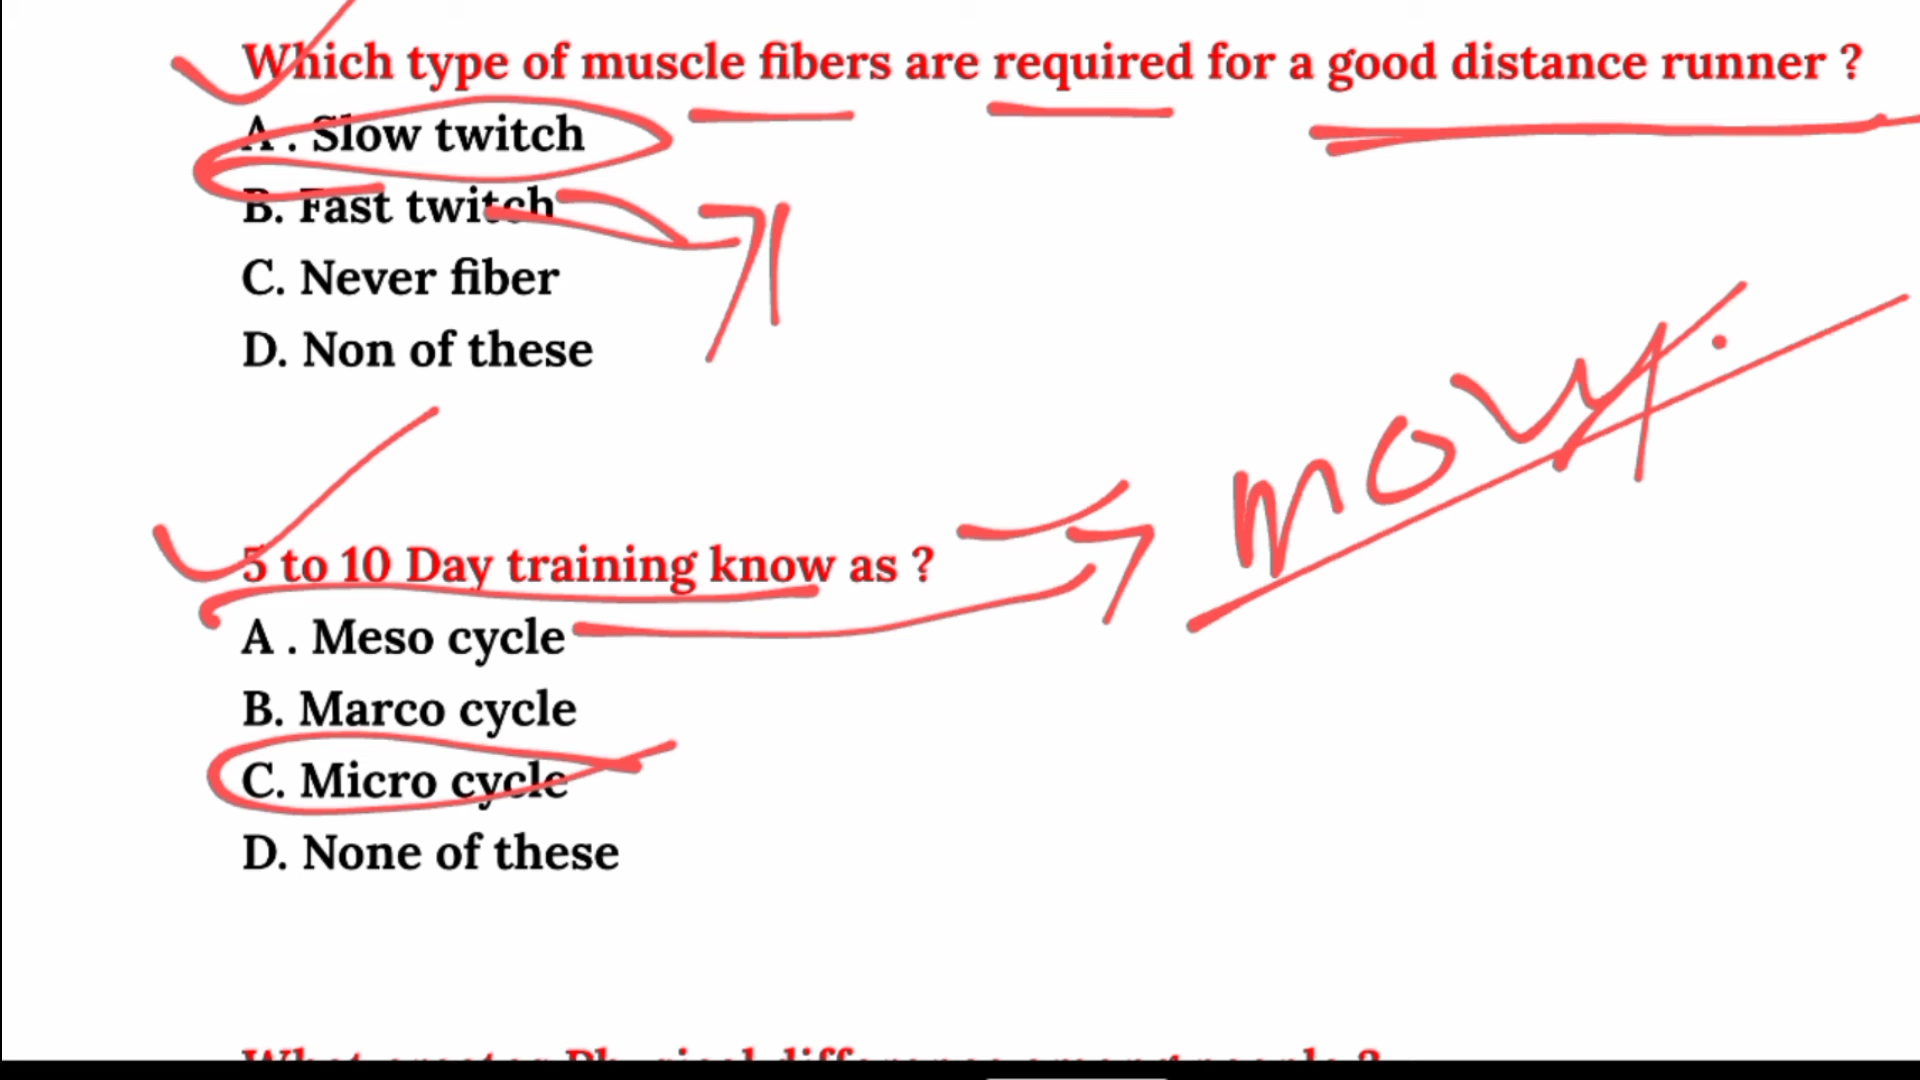 Which type of muscle fibers are required for a good distance runner ?
A . Slow twitch
B. Fast twitch
C. Never fiber
D. Non of these
5 to 10 Day training know as ?
A . Meso cycle
B. Marco cycle
C. Micro cycle
D. None of these